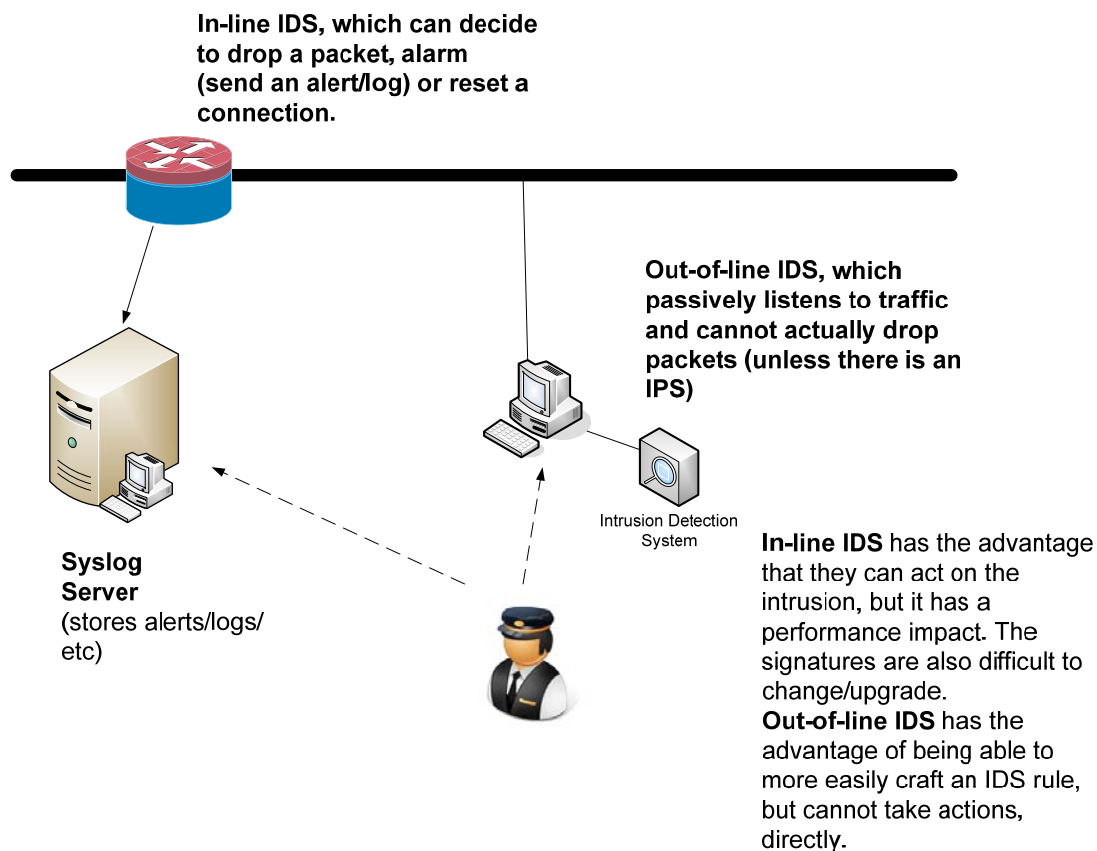 In-line IDS, which can decide
to drop a packet, alarm
(send an alert/log) or reset a
connection.
Out-of-line IDS, which
passively listens to traffic
and cannot actually drop
packets (unless there is an
IPS)
Intrusion Detection
System
Syslog
Server
(stores alerts/logs/
etc)
In-line IDS has the advantage
that they can act on the
intrusion, but it has a
performance impact. The
signatures are also difficult to
change/upgrade.
Out-of-line IDS has the
advantage of being able to
more easily craft an IDS rule,
but cannot take actions,
directly.